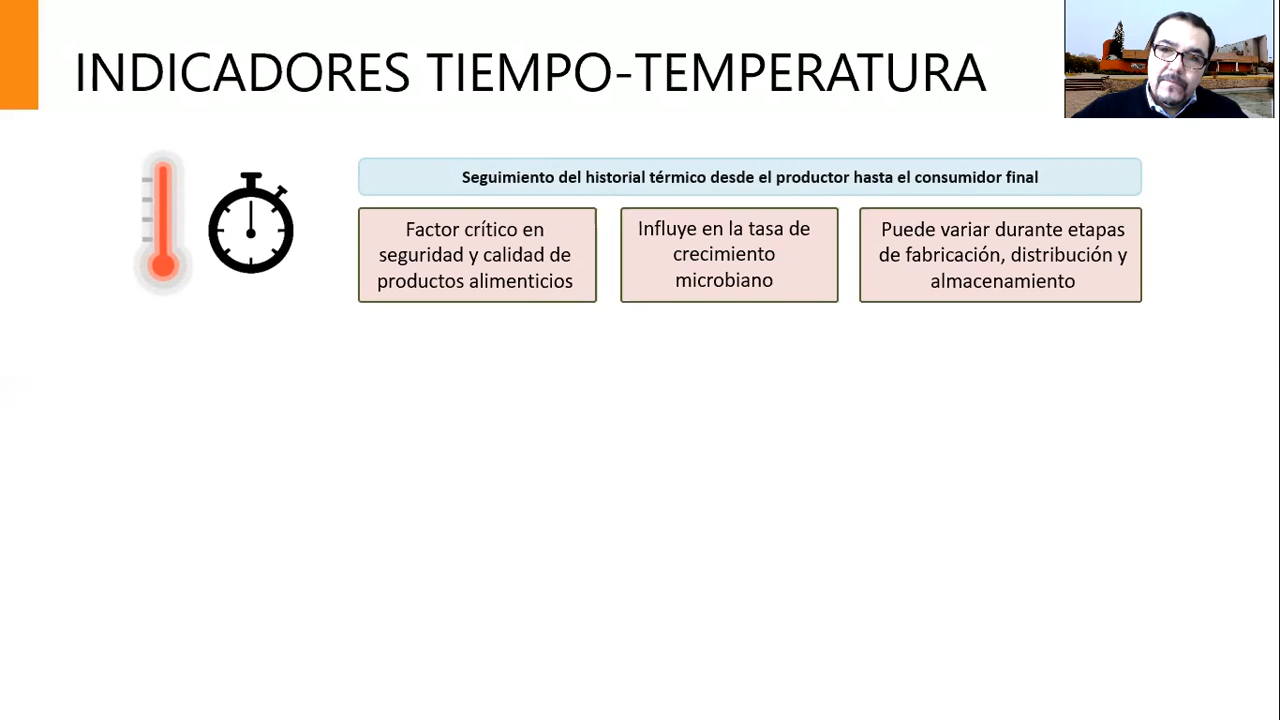 INDICADORES TIEMPO-TEMPERATURA
Seguimiento del historial térmico desde el productor hasta el consumidor final
Factor crítico en
seguridad y calidad de
productos alimenticios
Influye en la tasa de
crecimiento
microbiano
Puede variar durante etapas
de fabricación, distribución y
almacenamiento